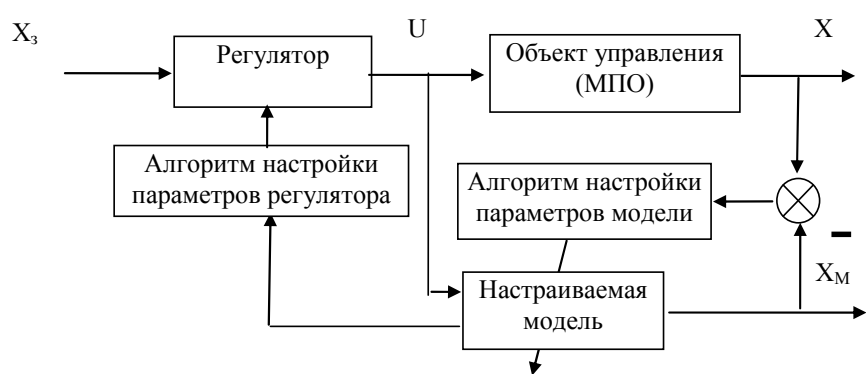 Xз
U
X
Регулятор
Объект управления
(МПО)
Алгоритм настройки
параметров регулятора
Алгоритм настройки
параметров модели
Настраиваемая
модель
XМ